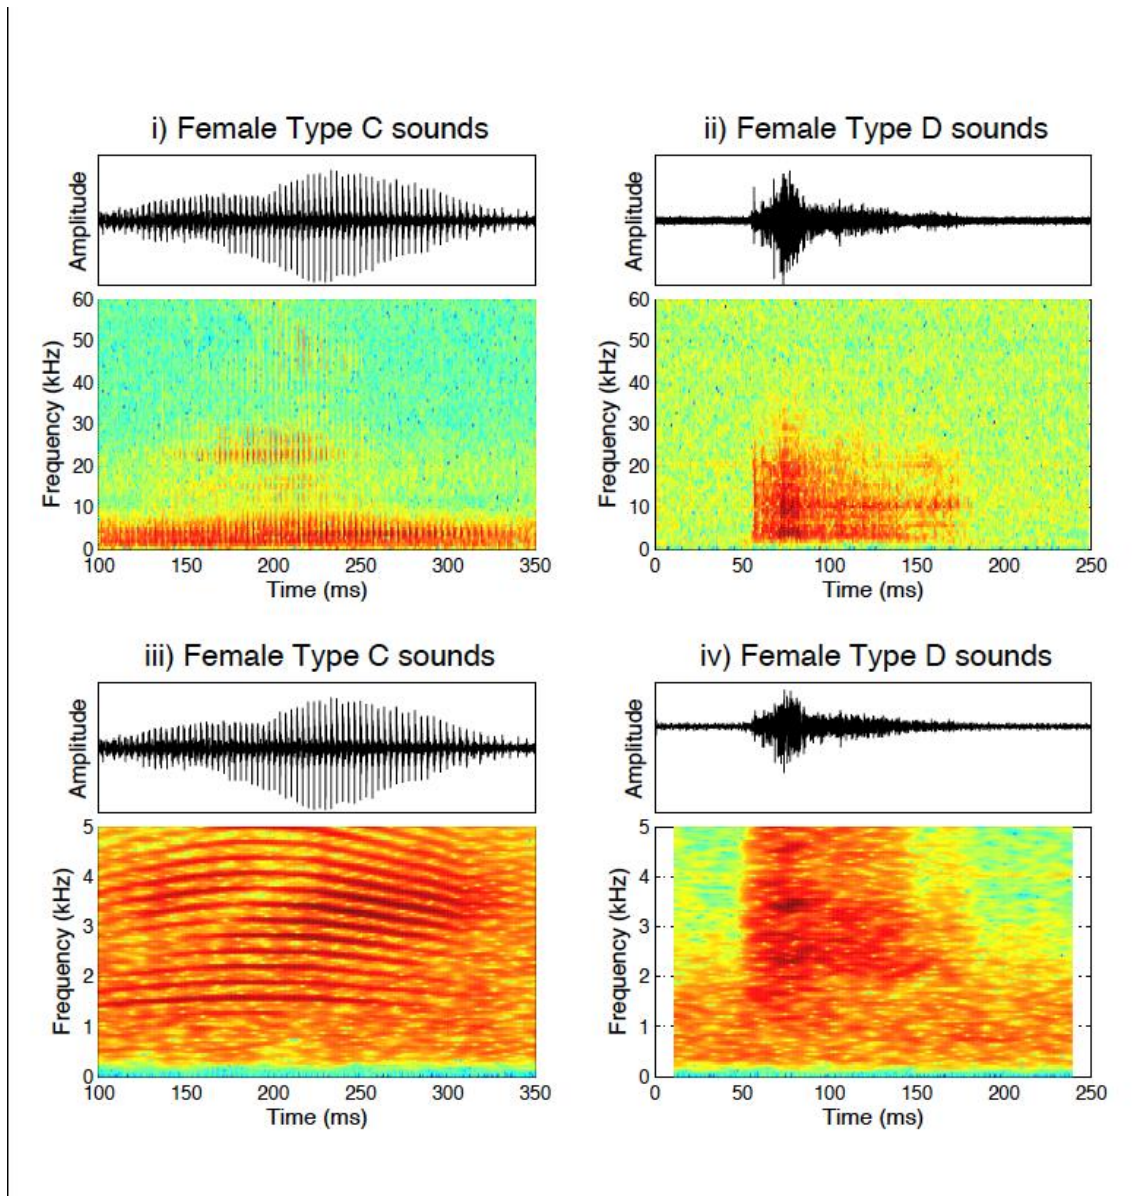 i) Female Type C sounds
Amplitude
60
50
40
30
20
10
0
Frequency (kHz)
100 150 200 250 300 350
Time (ms)
ii) Female Type D sounds
Amplitude
60
50
40
30
20
10
0
Frequency (kHz)
0 50 100 150 200 250
Time (ms)
iii) Female Type C sounds
Amplitude
5
4
3
2
1
0
Frequency (kHz)
100 150 200 250 300 350
Time (ms)
iv) Female Type D sounds
Amplitude
5
4
3
2
1
0
Frequency (kHz)
0 50 100 150 200 250
Time (ms)